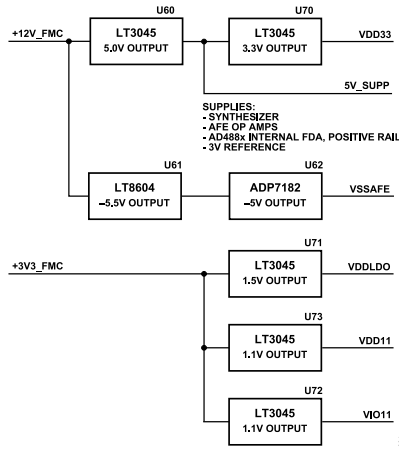 U60
U70
+12V_FMC
LT3045
5.0V OUTPUT
LT3045
3.3V OUTPUT
VDD33
5V_SUPP
SUPPLIES:
- SYNTHESIZER
- AFE OP AMPS
- AD488x INTERNAL FDA, POSITIVE RAIL
- 3V REFERENCE
U61
U62
LT8604
–5.5V OUTPUT
ADP7182
–5V OUTPUT
VSSAFE
U71
+3V3_FMC
LT3045
1.5V OUTPUT
VDDLDO
U73
LT3045
1.1V OUTPUT
VDD11
U72
LT3045
1.1V OUTPUT
VIO11